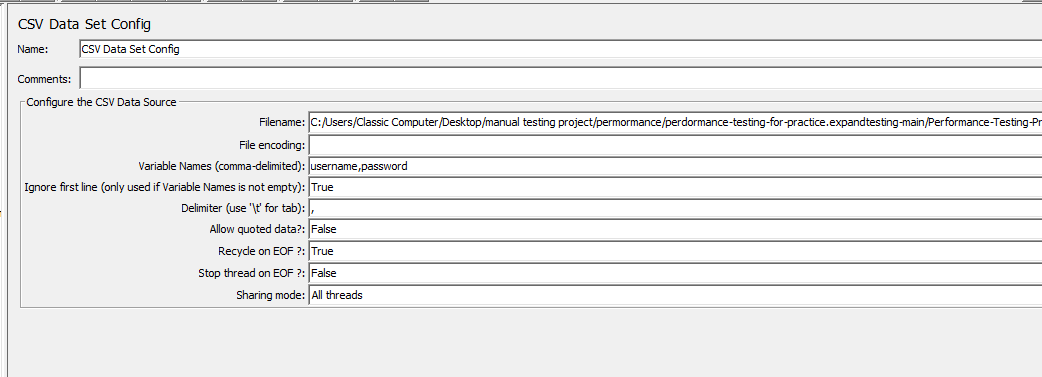 CSV Data Set Config
Name: CSV Data Set Config
Comments:
Configure the CSV Data Source
Filename: C:/Users/Classic Computer/Desktop/manual testing project/permormance/perdormance-testing-for-practice.expandtesting-main/Performance-Testing-Pr
File encoding:
Variable Names (comma-delimited): username,password
Ignore first line (only used if Variable Names is not empty): True
Delimiter (use '\t' for tab): ,
Allow quoted data?: False
Recycle on EOF ?: True
Stop thread on EOF ?: False
Sharing mode: All threads